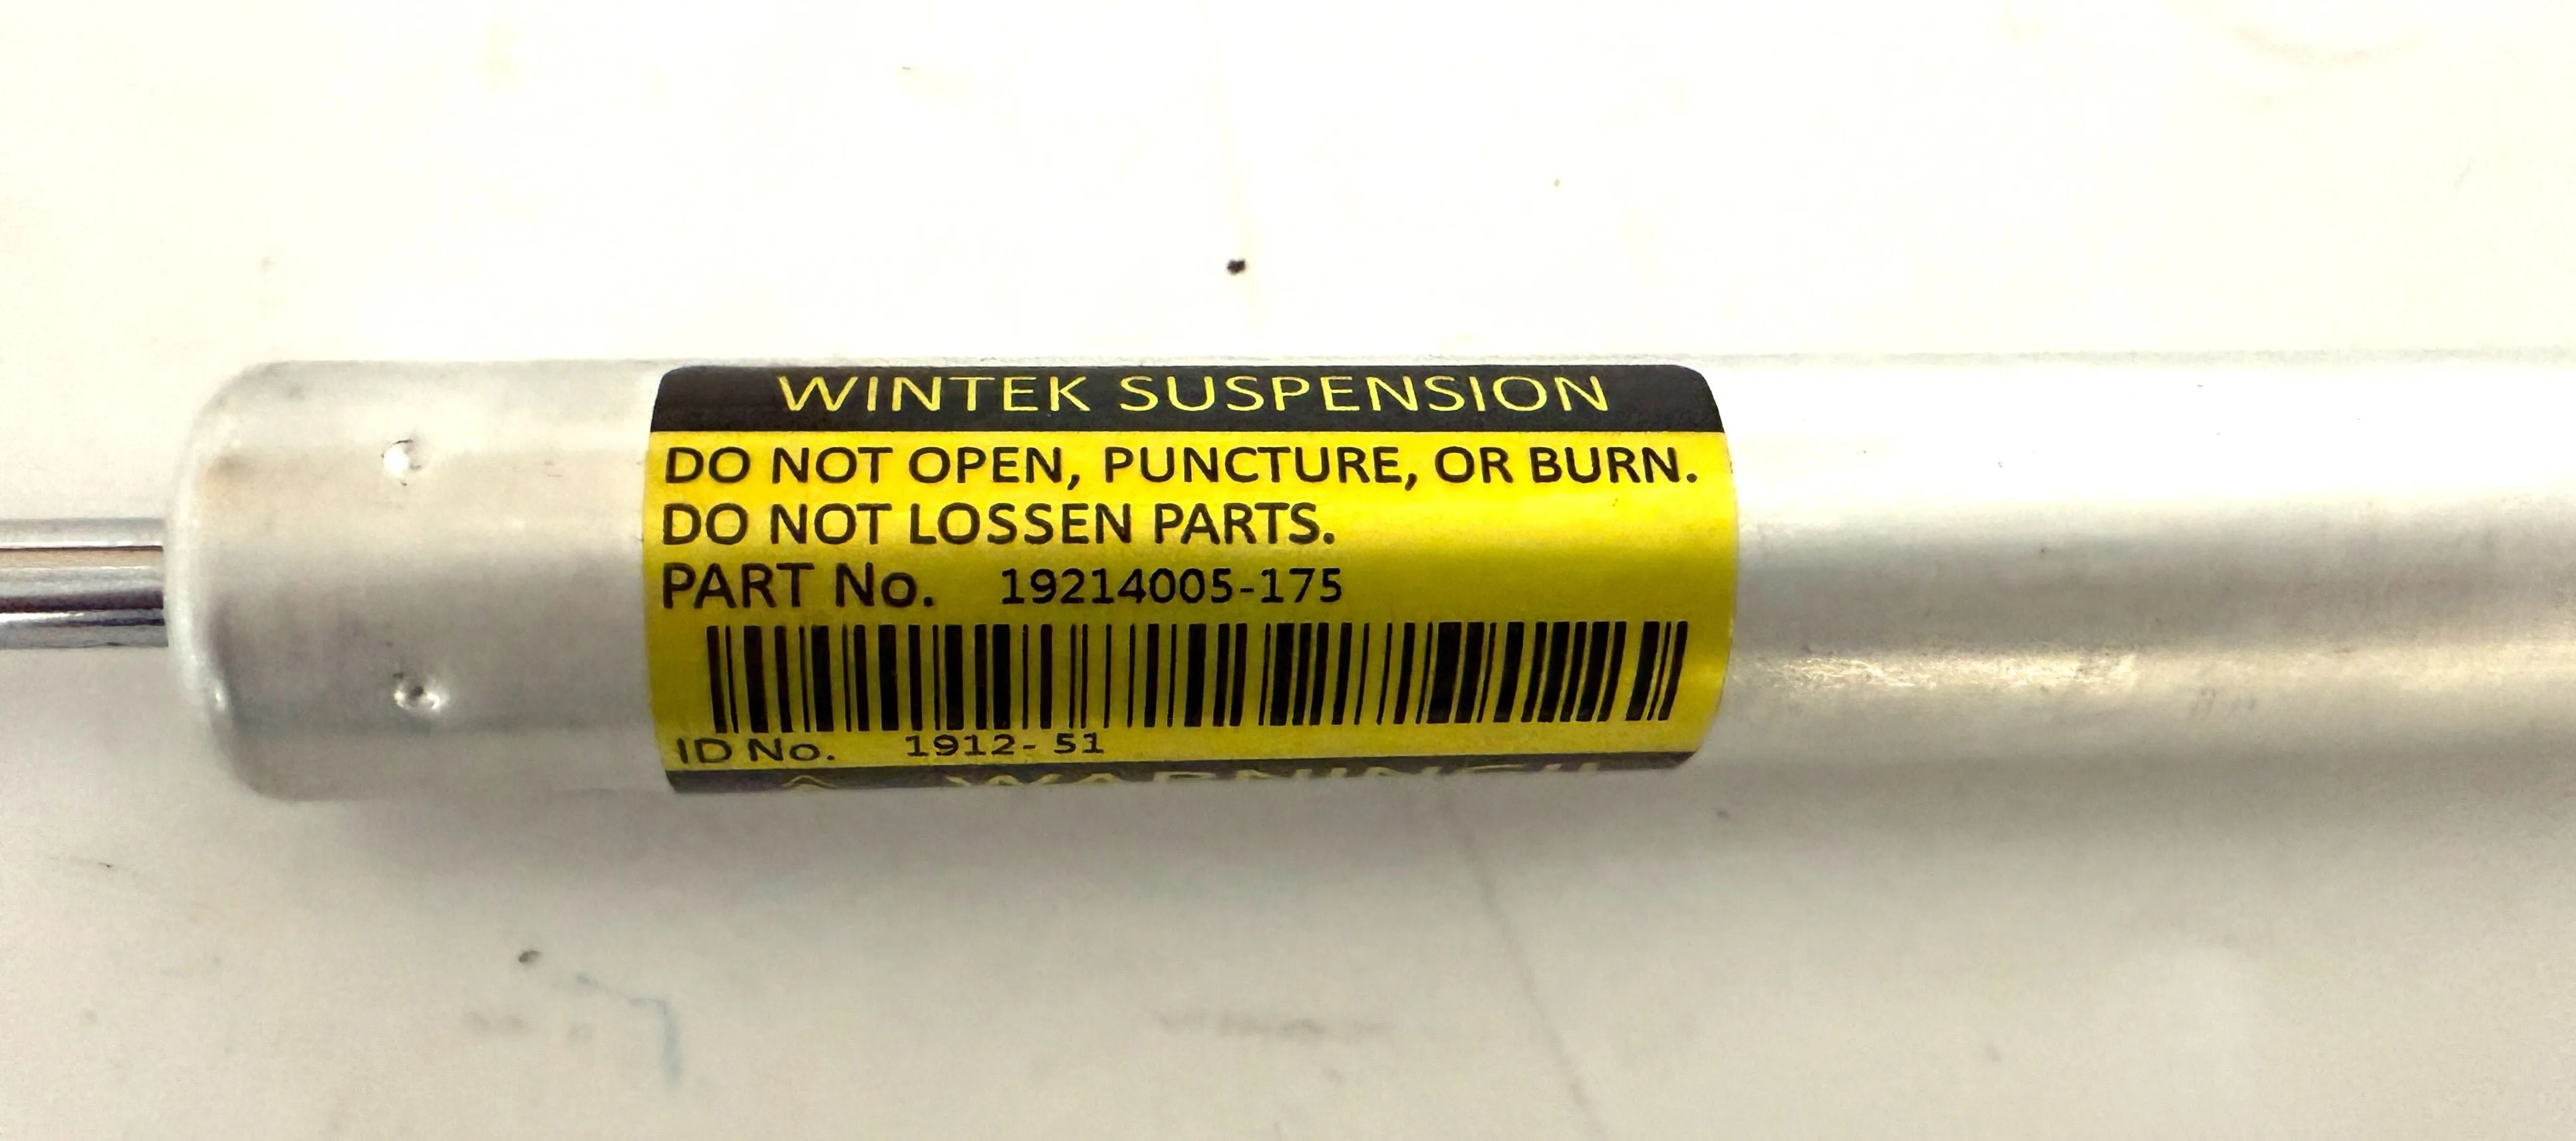 WINTEK SUSPENSION
DO NOT OPEN, PUNCTURE, OR BURN.
DO NOT LOSSEN PARTS.
PART No. 19214005-175
ID No. 1912- 51
WARNING!!